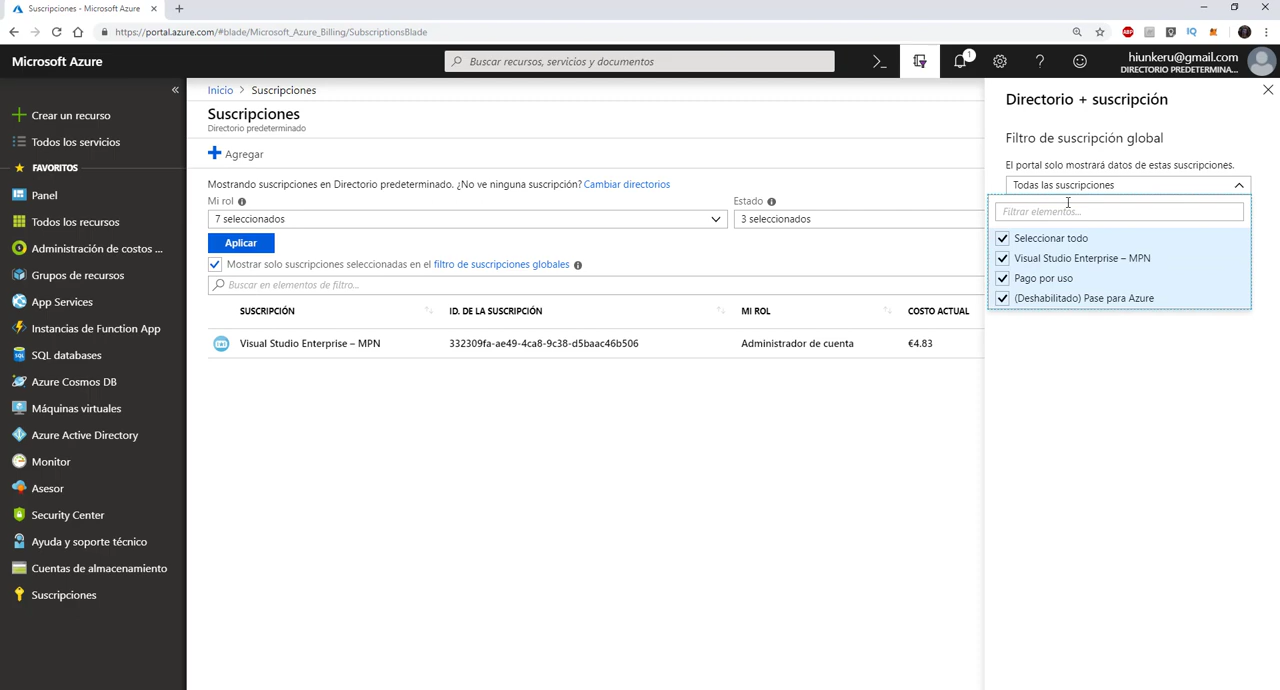 Suscripciones - Microsoft Azure
https://portal.azure.com/#blade/Microsoft_Azure_Billing/SubscriptionsBlade
ABP
IQ
Microsoft Azure
Buscar recursos, servicios y documentos
1
hiunkeru@gmail.com
DIRECTORIO PREDETERMINA...
Crear un recurso
Todos los servicios
FAVORITOS
Panel
Todos los recursos
Administración de costos ...
Grupos de recursos
App Services
Instancias de Function App
SQL databases
Azure Cosmos DB
Máquinas virtuales
Azure Active Directory
Monitor
Asesor
Security Center
Ayuda y soporte técnico
Cuentas de almacenamiento
Suscripciones
Inicio > Suscripciones
Suscripciones
Directorio predeterminado
Agregar
Mostrando suscripciones en Directorio predeterminado. ¿No ve ninguna suscripción? Cambiar directorios
Mi rol
Estado
7 seleccionados
3 seleccionados
Aplicar
Mostrar solo suscripciones seleccionadas en el filtro de suscripciones globales
Buscar en elementos de filtro...
SUSCRIPCIÓN ID. DE LA SUSCRIPCIÓN MI ROL COSTO ACTUAL
Visual Studio Enterprise – MPN 332309fa-ae49-4ca8-9c38-d5baac46b506 Administrador de cuenta €4.83
Directorio + suscripción
Filtro de suscripción global
El portal solo mostrará datos de estas suscripciones.
Todas las suscripciones
Filtrar elementos...
Seleccionar todo
Visual Studio Enterprise – MPN
Pago por uso
(Deshabilitado) Pase para Azure